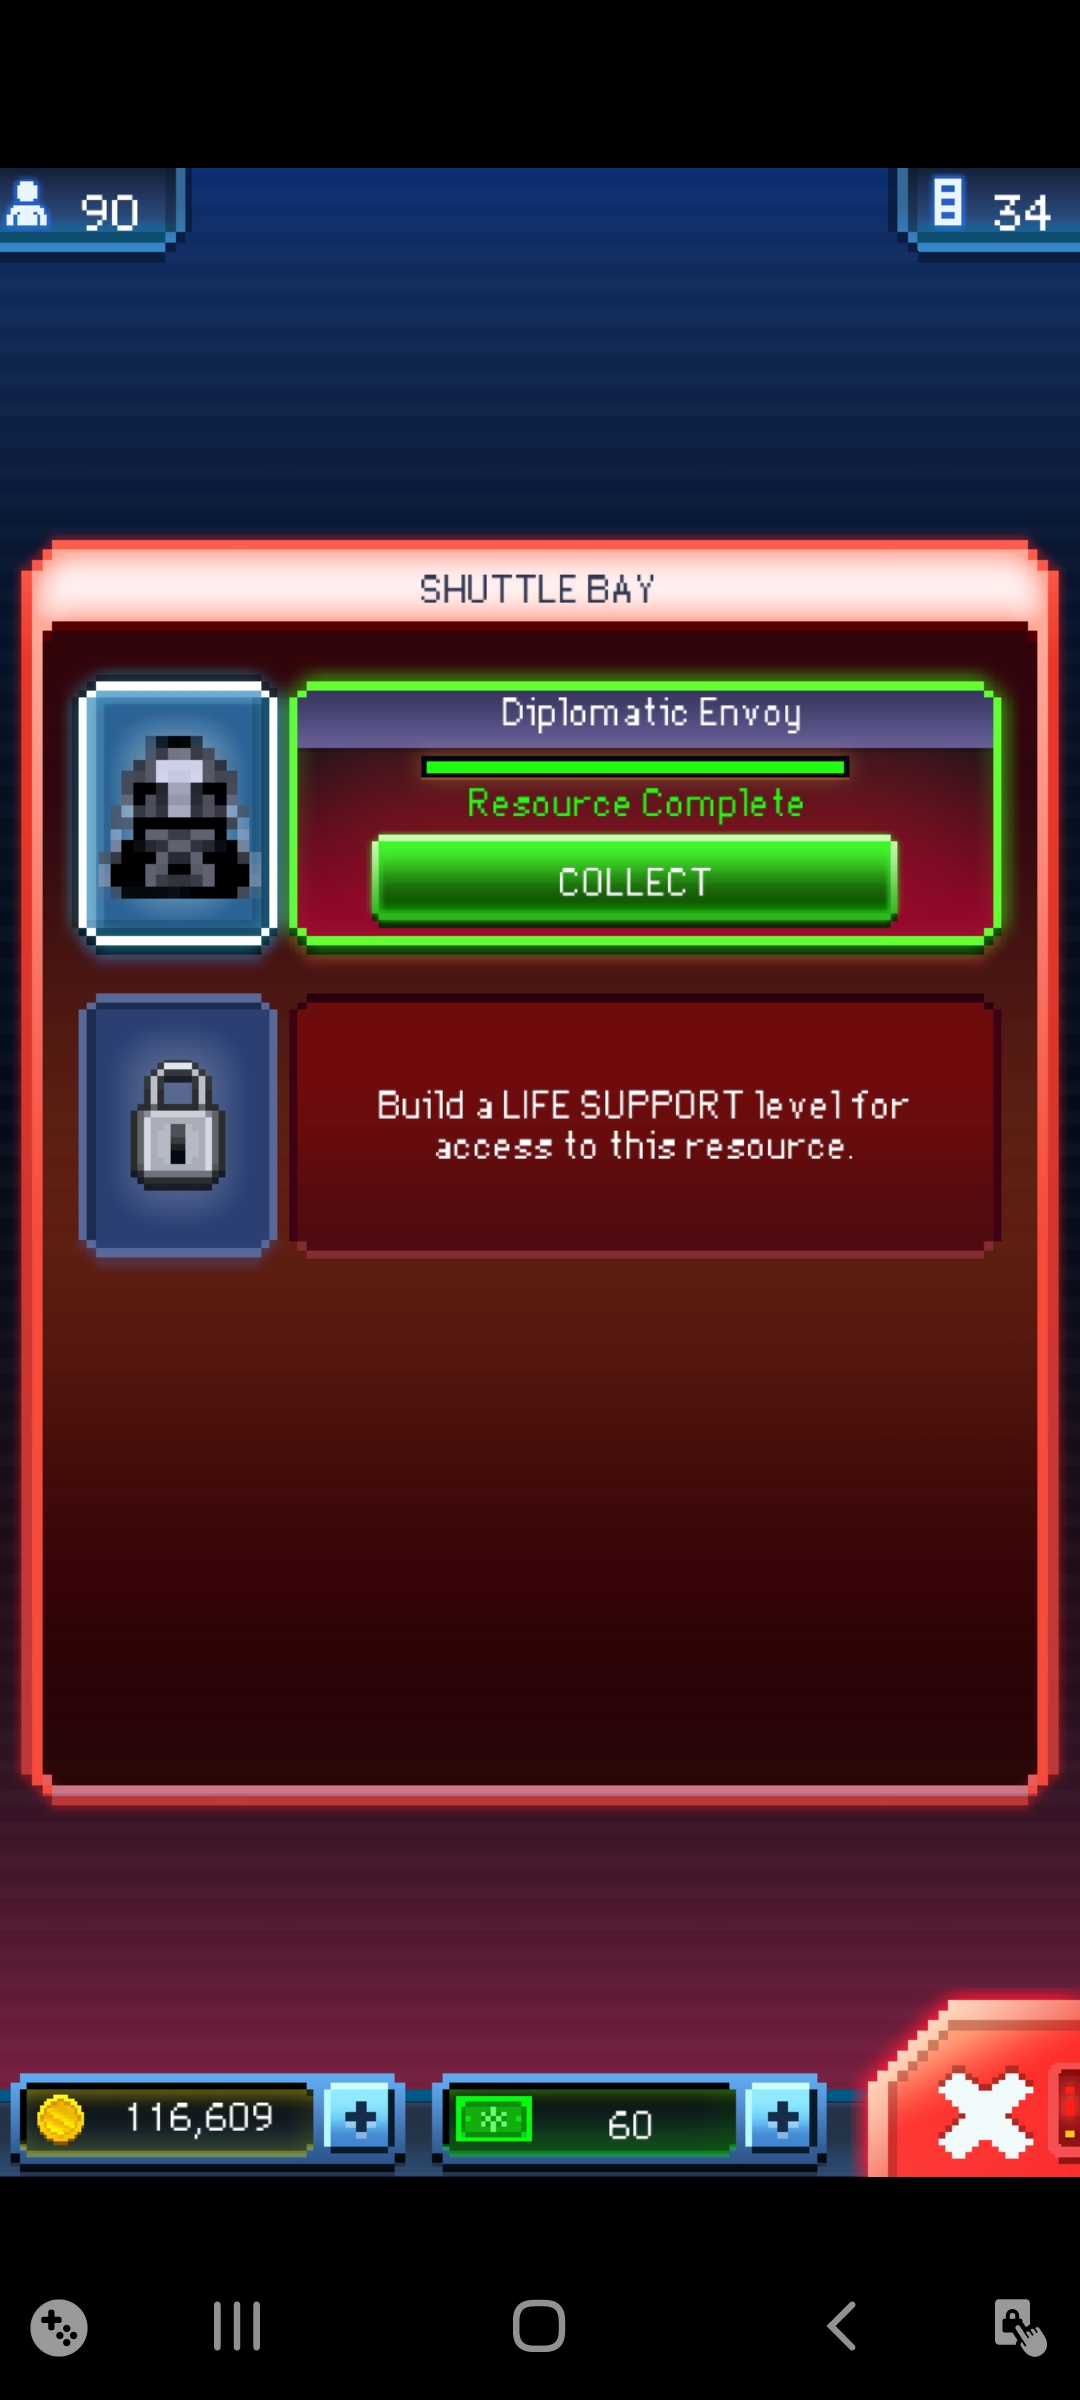 90
34
SHUTTLE BAY
Diplomatic Envoy
Resource Complete
COLLECT
Build a LIFE SUPPORT level for
access to this resource.
116,609
60